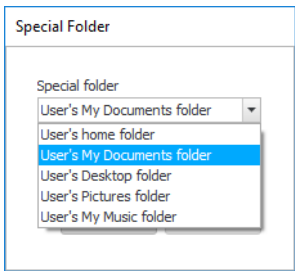 Special Folder
Special folder
User's My Documents folder
User's home folder
User's My Documents folder
User's Desktop folder
User's Pictures folder
User's My Music folder